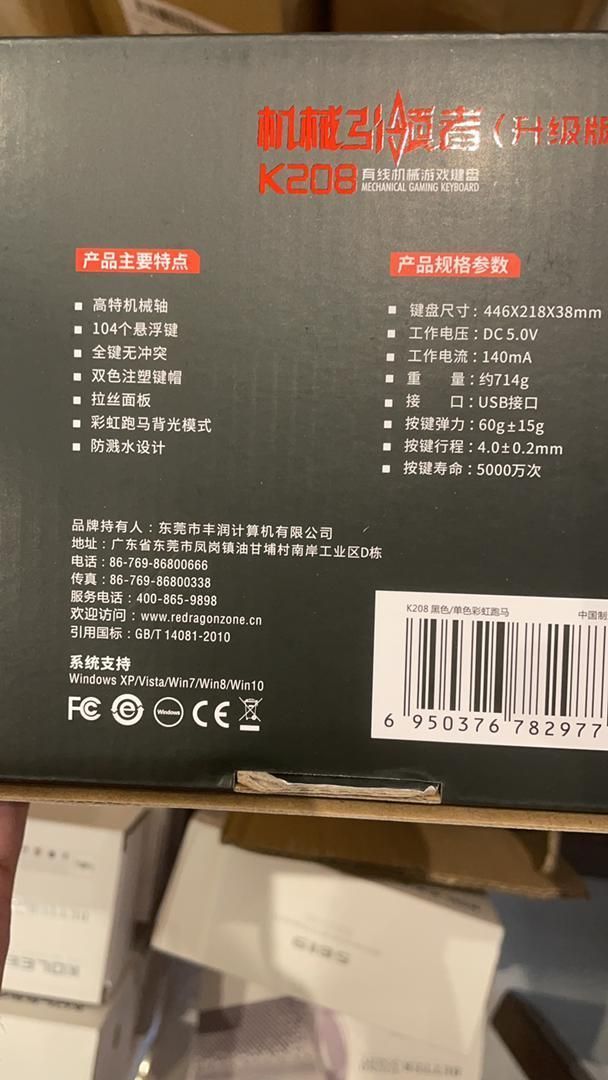 机械引领者（升级版
K208 有线机械游戏键盘
MECHANICAL GAMING KEYBOARD
产品主要特点
■ 高特机械轴
■ 104个悬浮键
■ 全键无冲突
■ 双色注塑键帽
■ 拉丝面板
■ 彩虹跑马背光模式
■ 防溅水设计
产品规格参数
■ 键盘尺寸：446X218X38mm
■ 工作电压：DC 5.0V
■ 工作电流：140mA
■ 重　　量：约714g
■ 接　　口：USB接口
■ 按键弹力：60g±15g
■ 按键行程：4.0±0.2mm
■ 按键寿命：5000万次
品牌持有人：东莞市丰润计算机有限公司
地址：广东省东莞市凤岗镇油甘埔村南岸工业区D栋
电话：86-769-86800666
传真：86-769-86800338
服务电话：400-865-9898
欢迎访问：www.redragonzone.cn
引用国标：GB/T 14081-2010
系统支持
Windows XP/Vista/Win7/Win8/Win10
FC e Windows CE
K208 黑色/单色彩虹跑马 中国制
6 950376 782977
S619